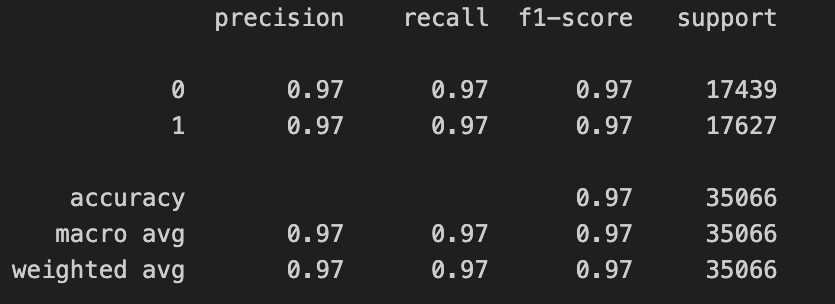 precision recall f1-score support
0 0.97 0.97 0.97 17439
1 0.97 0.97 0.97 17627
accuracy 0.97 35066
macro avg 0.97 0.97 0.97 35066
weighted avg 0.97 0.97 0.97 35066